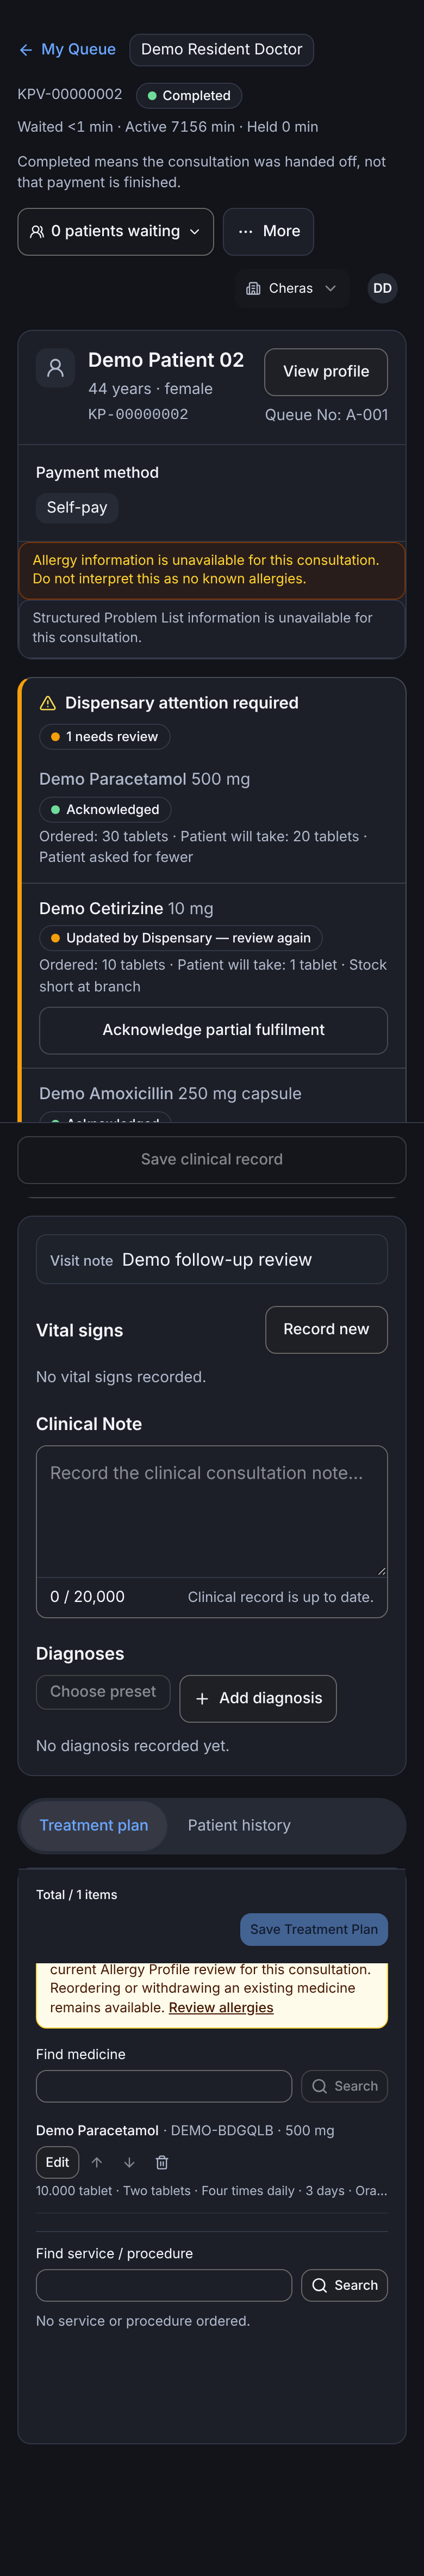 My Queue
Demo Resident Doctor
KPV-00000002
Completed
Waited <1 min · Active 7156 min · Held 0 min
Completed means the consultation was handed off, not
that payment is finished.
0 patients waiting
More
Cheras
DD
Demo Patient 02
View profile
44 years · female
KP-00000002
Queue No: A-001
Payment method
Self-pay
Allergy information is unavailable for this consultation.
Do not interpret this as no known allergies.
Structured Problem List information is unavailable for
this consultation.
Dispensary attention required
1 needs review
Demo Paracetamol 500 mg
Acknowledged
Ordered: 30 tablets · Patient will take: 20 tablets ·
Patient asked for fewer
Demo Cetirizine 10 mg
Updated by Dispensary — review again
Ordered: 10 tablets · Patient will take: 1 tablet · Stock
short at branch
Acknowledge partial fulfilment
Demo Amoxicillin 250 mg capsule
Acknowledged
Save clinical record
Visit note Demo follow-up review
Vital signs
Record new
No vital signs recorded.
Clinical Note
Record the clinical consultation note...
0 / 20,000
Clinical record is up to date.
Diagnoses
Choose preset
Add diagnosis
No diagnosis recorded yet.
Treatment plan
Patient history
Total / 1 items
Save Treatment Plan
current Allergy Profile review for this consultation.
Reordering or withdrawing an existing medicine
remains available. Review allergies
Find medicine
Search
Demo Paracetamol · DEMO-BDGQLB · 500 mg
Edit
10.000 tablet · Two tablets · Four times daily · 3 days · Ora...
Find service / procedure
Search
No service or procedure ordered.